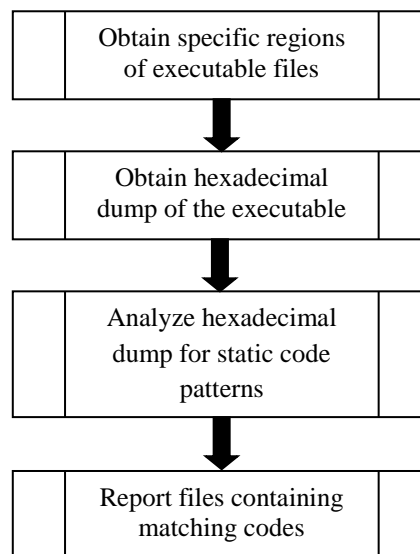 Obtain specific regions
of executable files
Obtain hexadecimal
dump of the executable
Analyze hexadecimal
dump for static code
patterns
Report files containing
matching codes